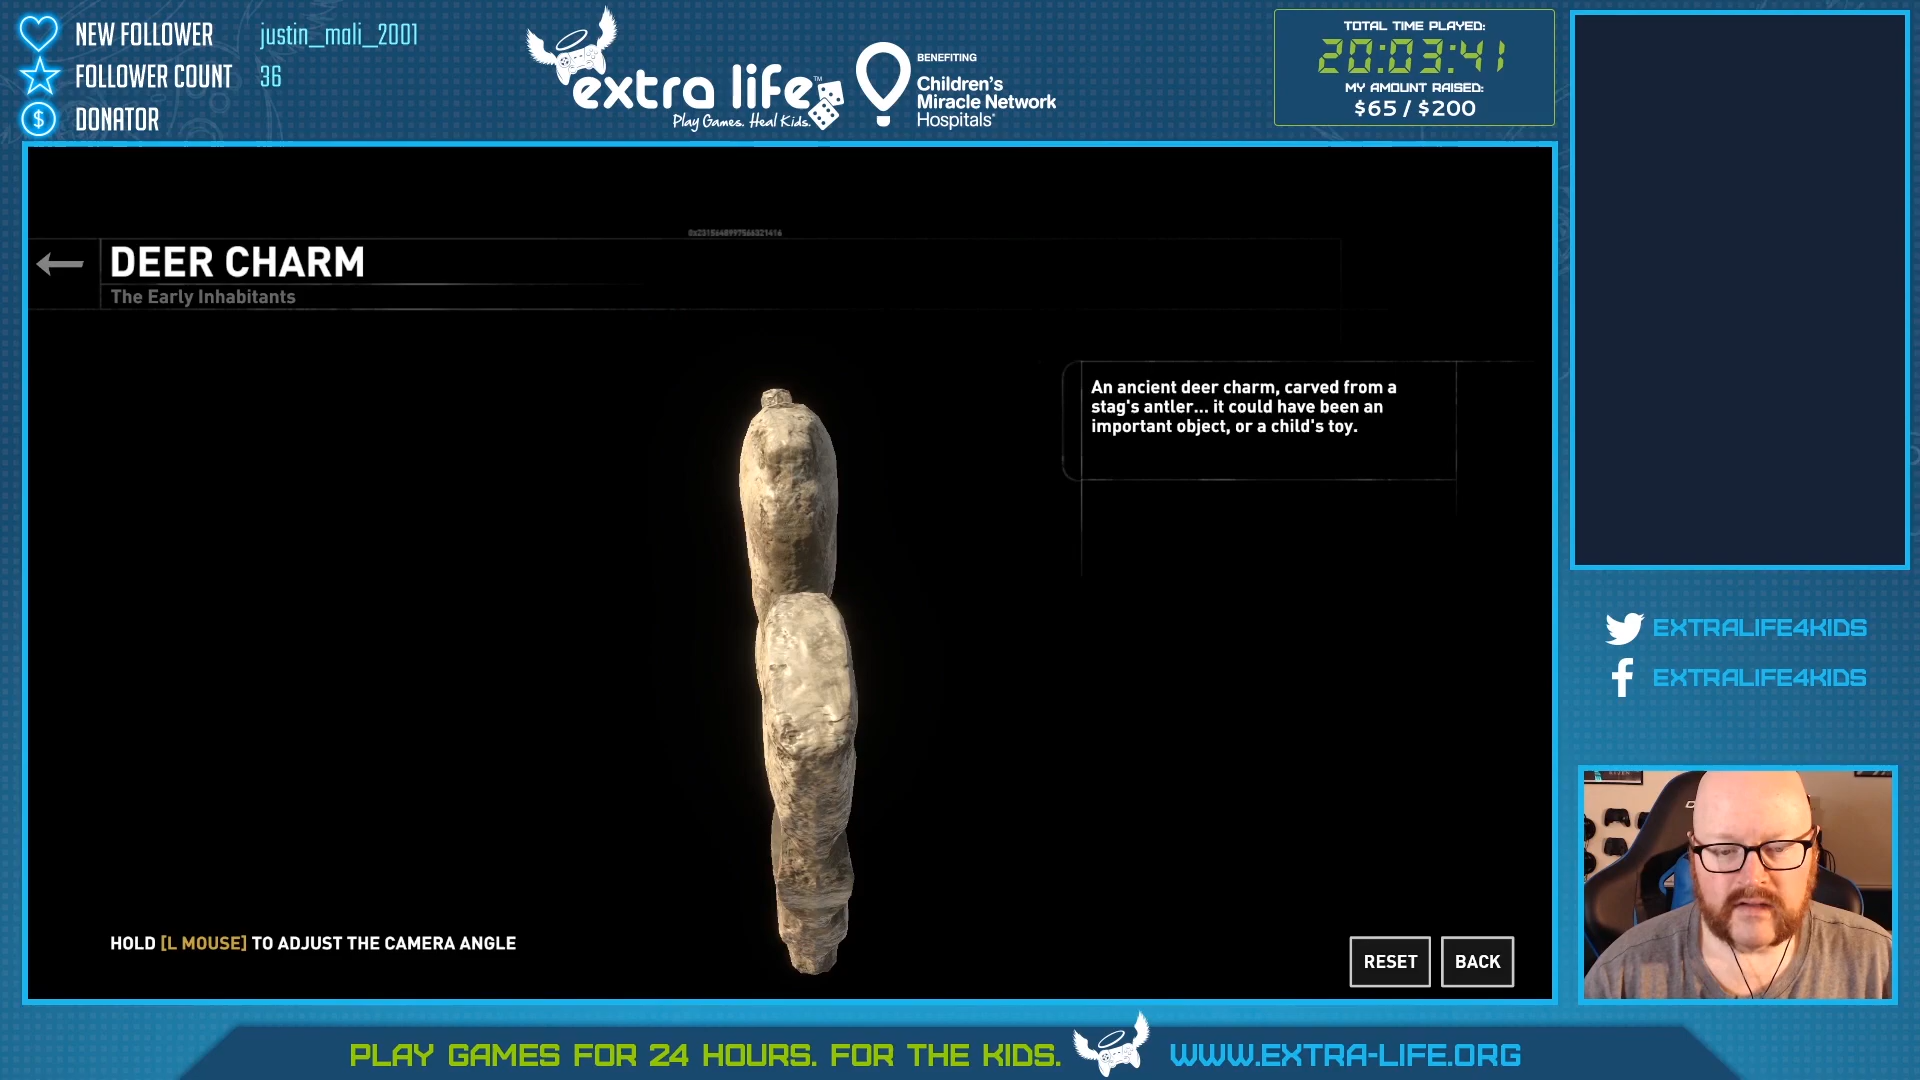 NEW FOLLOWER justin_mali_2001
FOLLOWER COUNT 36
DONATOR
extra life™
Play Games. Heal Kids.
BENEFITING
Children's
Miracle Network
Hospitals
TOTAL TIME PLAYED:
20:03:41
MY AMOUNT RAISED:
$65 / $200
DEER CHARM
The Early Inhabitants
An ancient deer charm, carved from a
stag's antler... it could have been an
important object, or a child's toy.
HOLD [L MOUSE] TO ADJUST THE CAMERA ANGLE
RESET
BACK
EXTRALIFE4KIDS
EXTRALIFE4KIDS
PLAY GAMES FOR 24 HOURS. FOR THE KIDS.
WWW.EXTRA-LIFE.ORG